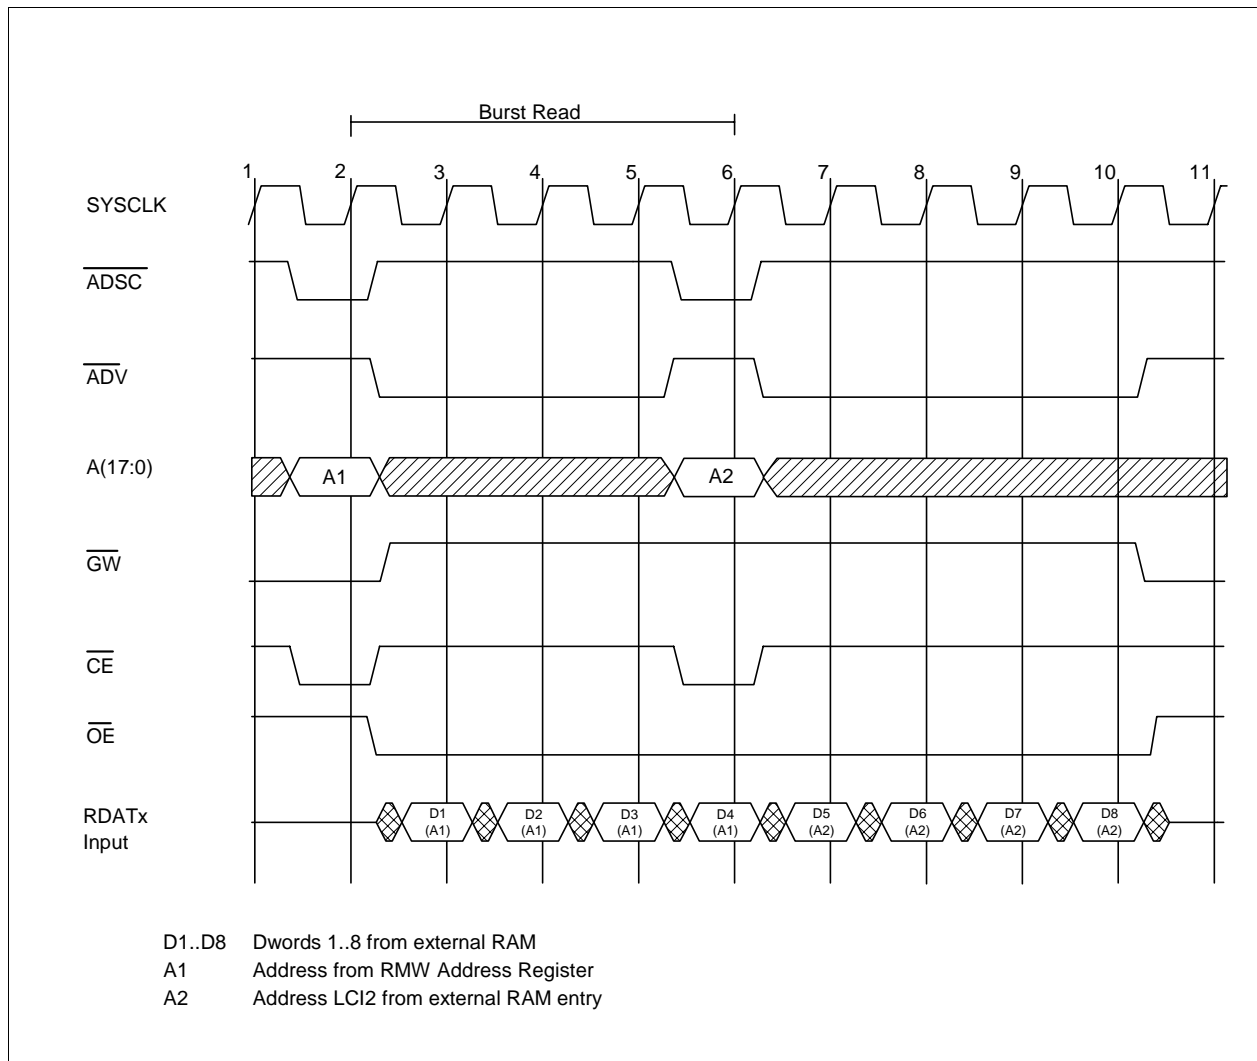 Burst Read
1 2 3 4 5 6 7 8 9 10 11
SYSCLK
ADSC
ADV
A(17:0) A1 A2
GW
CE
OE
RDATx
Input
D1 D2 D3 D4 D5 D6 D7 D8
(A1) (A1) (A1) (A1) (A2) (A2) (A2) (A2)
D1..D8 Dwords 1..8 from external RAM
A1 Address from RMW Address Register
A2 Address LCI2 from external RAM entry